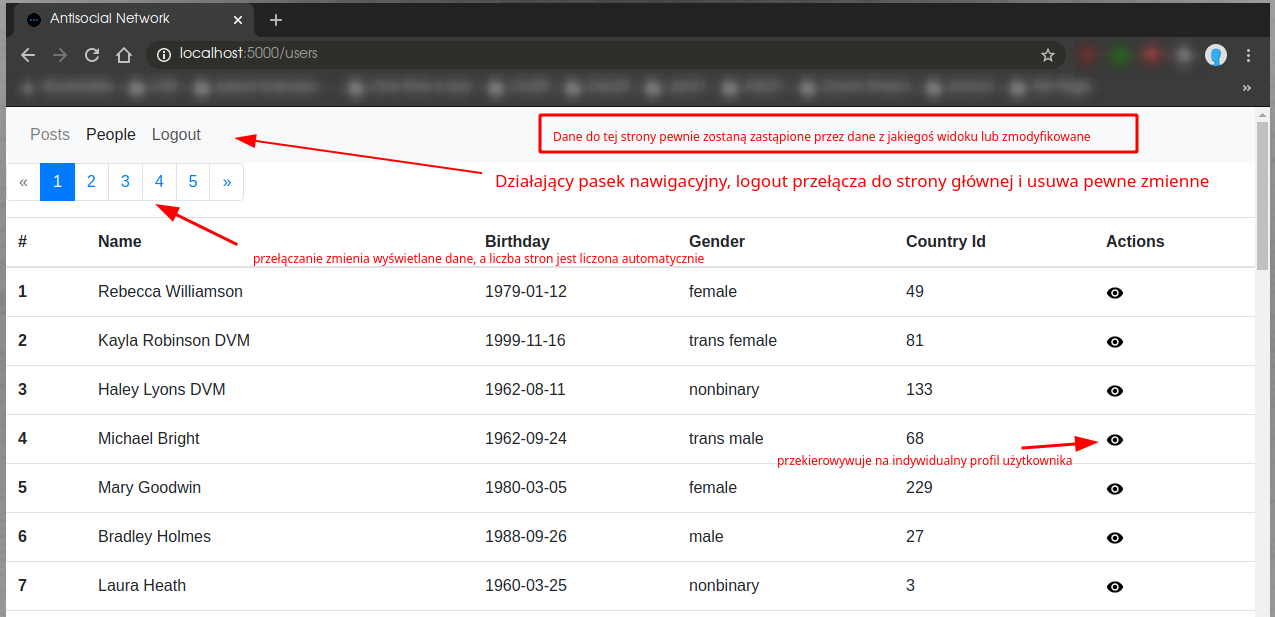 Antisocial Network
localhost:5000/users
Posts People Logout
Dane do tej strony pewnie zostaną zastąpione przez dane z jakiegoś widoku lub zmodyfikowane
« 1 2 3 4 5 »
Działający pasek nawigacyjny, logout przełącza do strony głównej i usuwa pewne zmienne
# Name Birthday Gender Country Id Actions
przełączanie zmienia wyświetlane dane, a liczba stron jest liczona automatycznie
1 Rebecca Williamson 1979-01-12 female 49
2 Kayla Robinson DVM 1999-11-16 trans female 81
3 Haley Lyons DVM 1962-08-11 nonbinary 133
4 Michael Bright 1962-09-24 trans male 68
przekierowywuje na indywidualny profil użytkownika
5 Mary Goodwin 1980-03-05 female 229
6 Bradley Holmes 1988-09-26 male 27
7 Laura Heath 1960-03-25 nonbinary 3